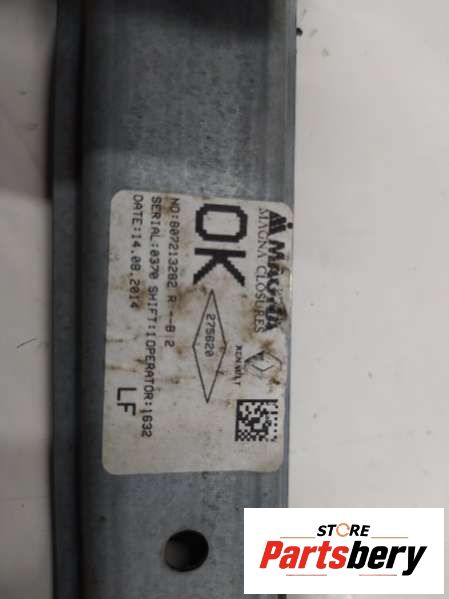 MAGNA
MAGNA CLOSURES
RENAULT
OK
275620
NO:807213282 R --B 2
SERIAL:0370 SHIFT:1 OPERATOR:1632
DATE:14.08.2014
LF
STORE
Partsbery